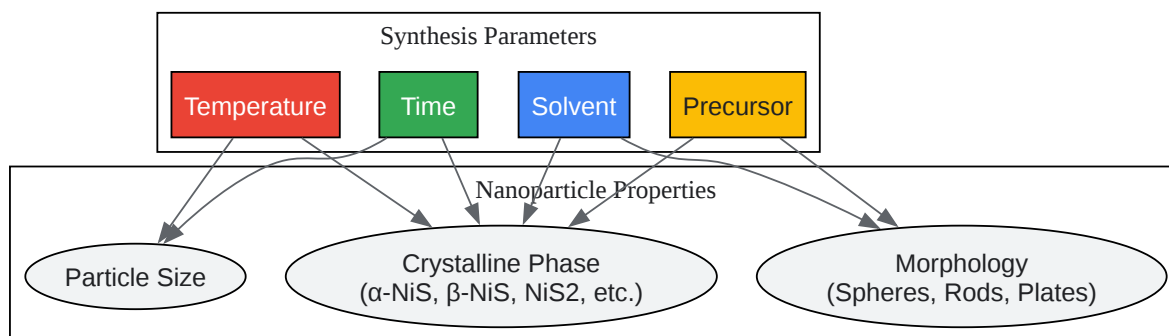 Synthesis Parameters
Temperature
Time
Solvent
Precursor
Nanoparticle Properties
Particle Size
Crystalline Phase
(α-NiS, β-NiS, NiS2, etc.)
Morphology
(Spheres, Rods, Plates)